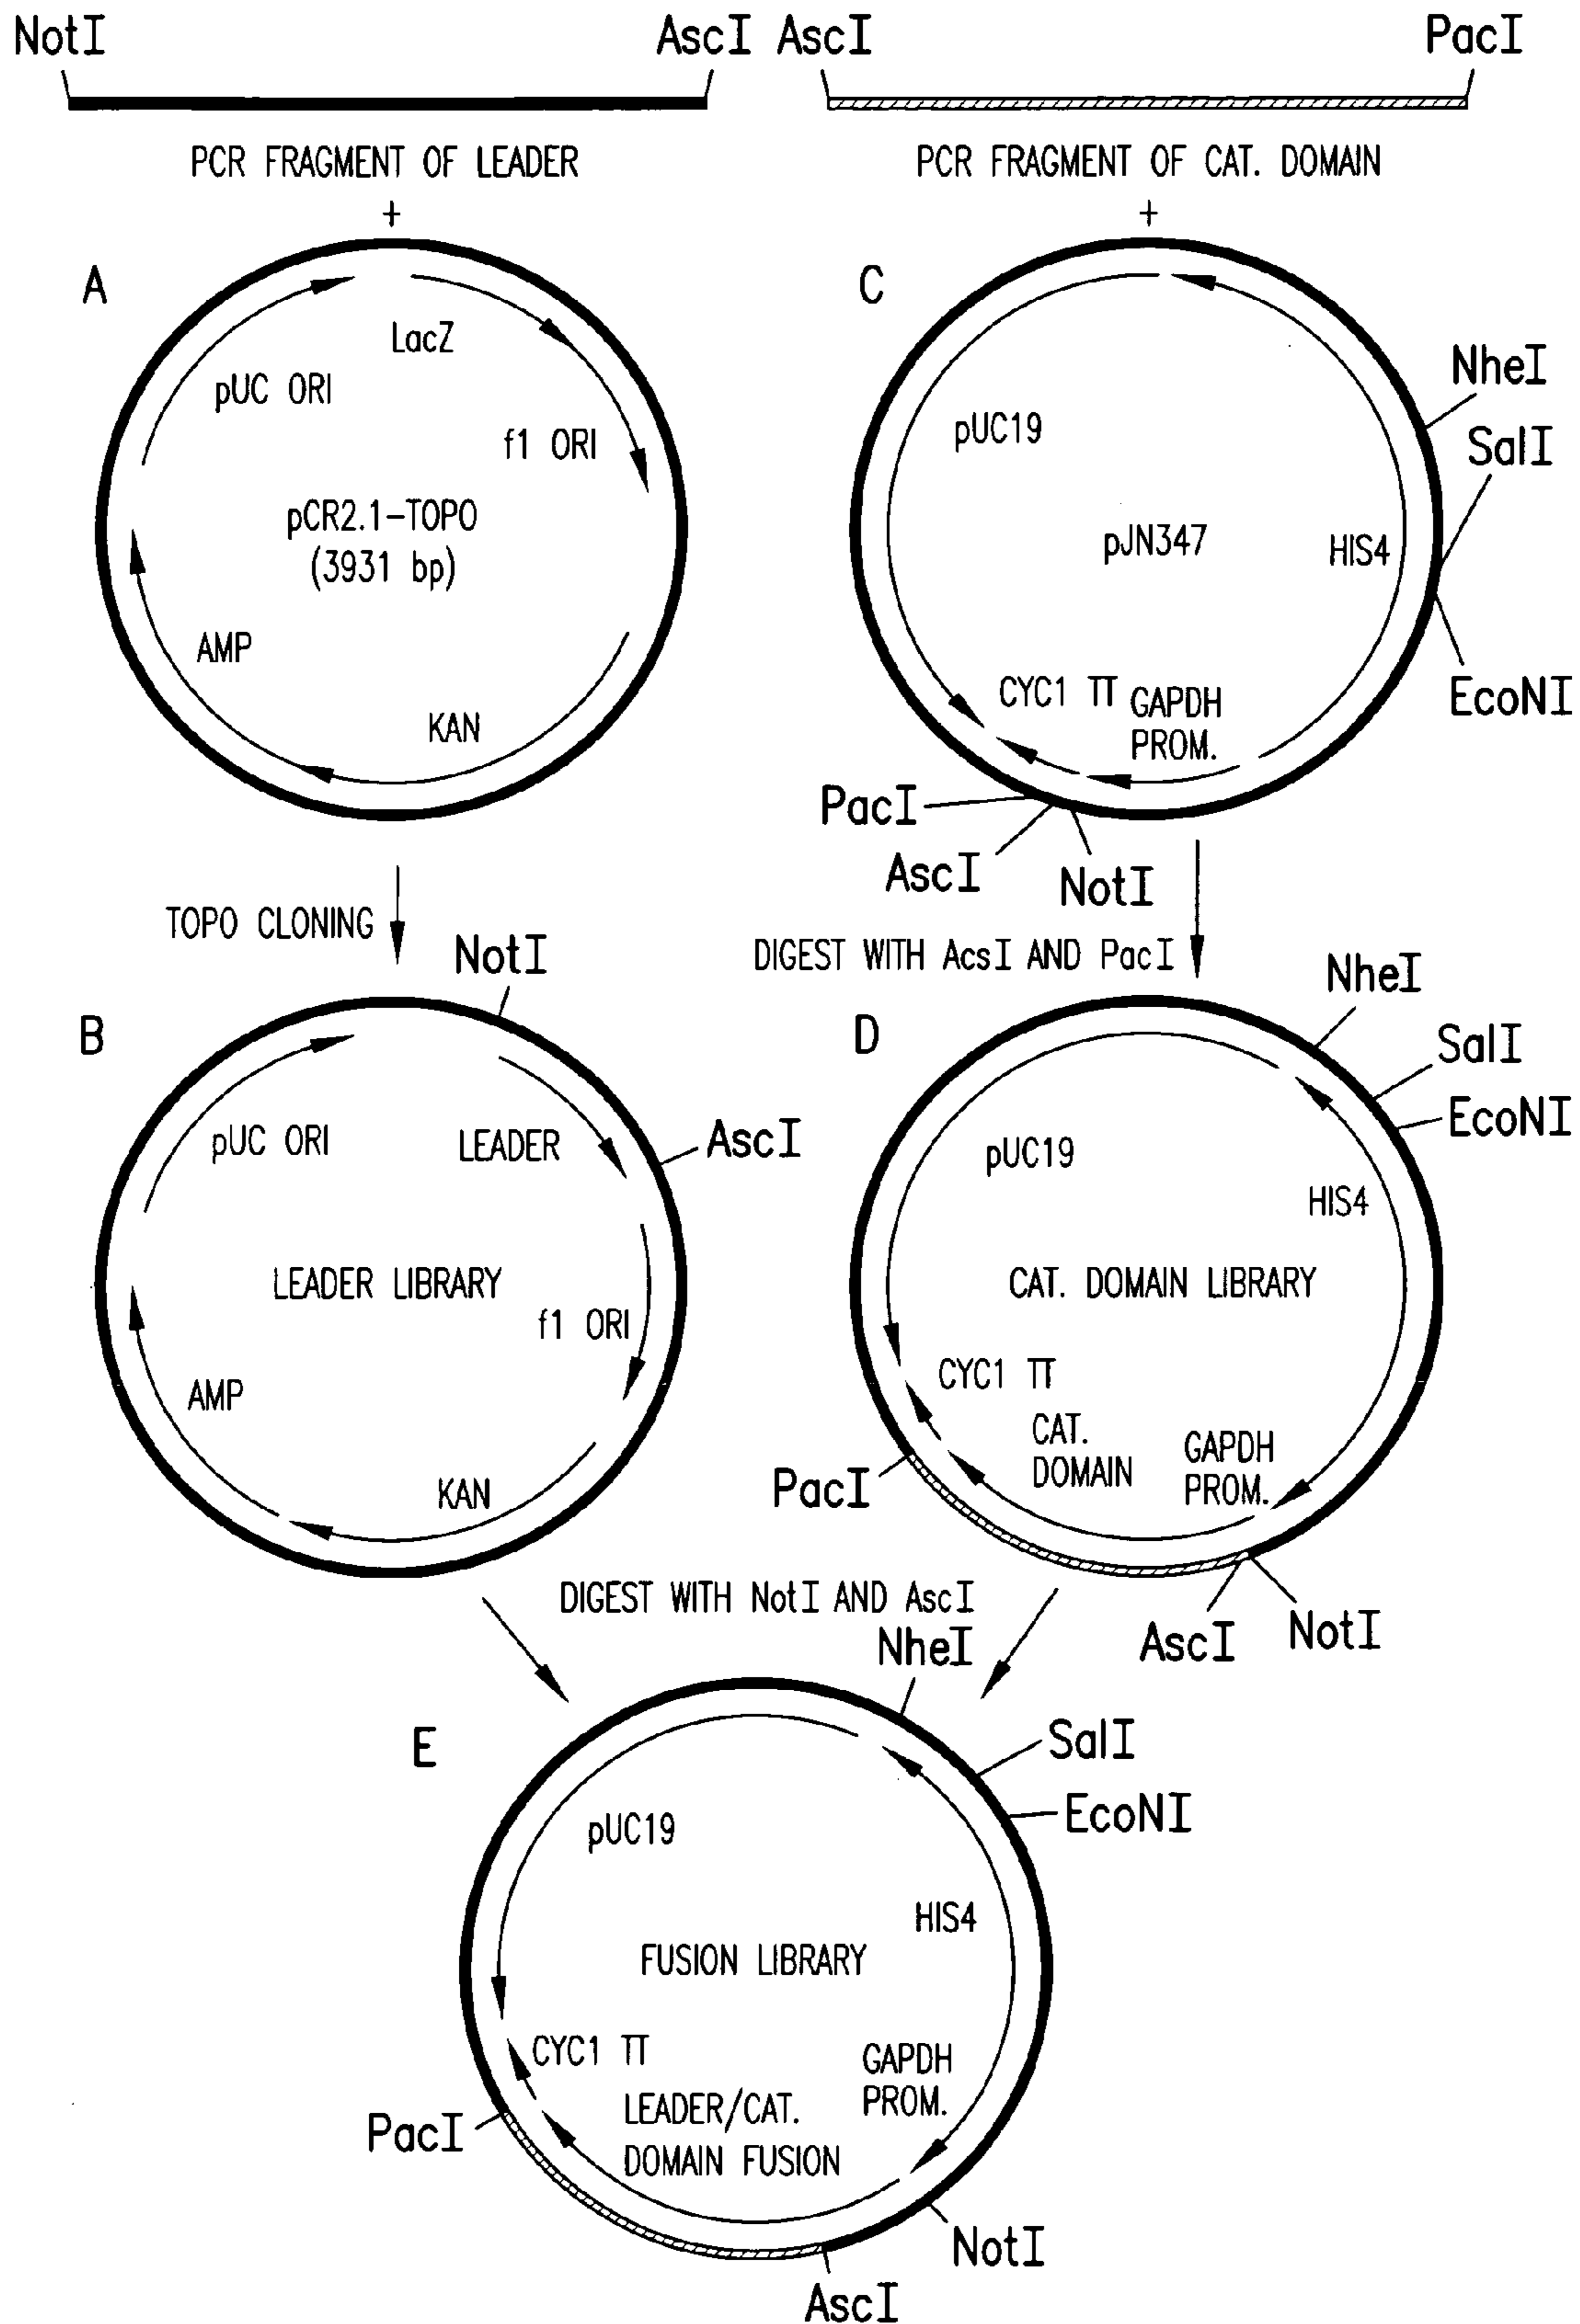 NotI
AscI
AscI
PacI
PCR FRAGMENT OF LEADER
+
PCR FRAGMENT OF CAT. DOMAIN
+
A
LacZ
pUC ORI
f1 ORI
pCR2.1-TOPO
(3931 bp)
AMP
KAN
C
NheI
SalI
pUC19
pJN347
HIS4
EcoNI
CYC1 TT
GAPDH
PROM.
PacI
AscI
NotI
TOPO CLONING
DIGEST WITH AcsI AND PacI
B
NotI
pUC ORI
LEADER
AscI
LEADER LIBRARY
f1 ORI
AMP
KAN
D
NheI
SalI
EcoNI
pUC19
HIS4
CAT. DOMAIN LIBRARY
CYC1 TT
CAT.
DOMAIN
GAPDH
PROM.
PacI
AscI
NotI
DIGEST WITH NotI AND AscI
E
NheI
SalI
EcoNI
pUC19
HIS4
FUSION LIBRARY
CYC1 TT
GAPDH
PROM.
LEADER/CAT.
DOMAIN FUSION
PacI
NotI
AscI